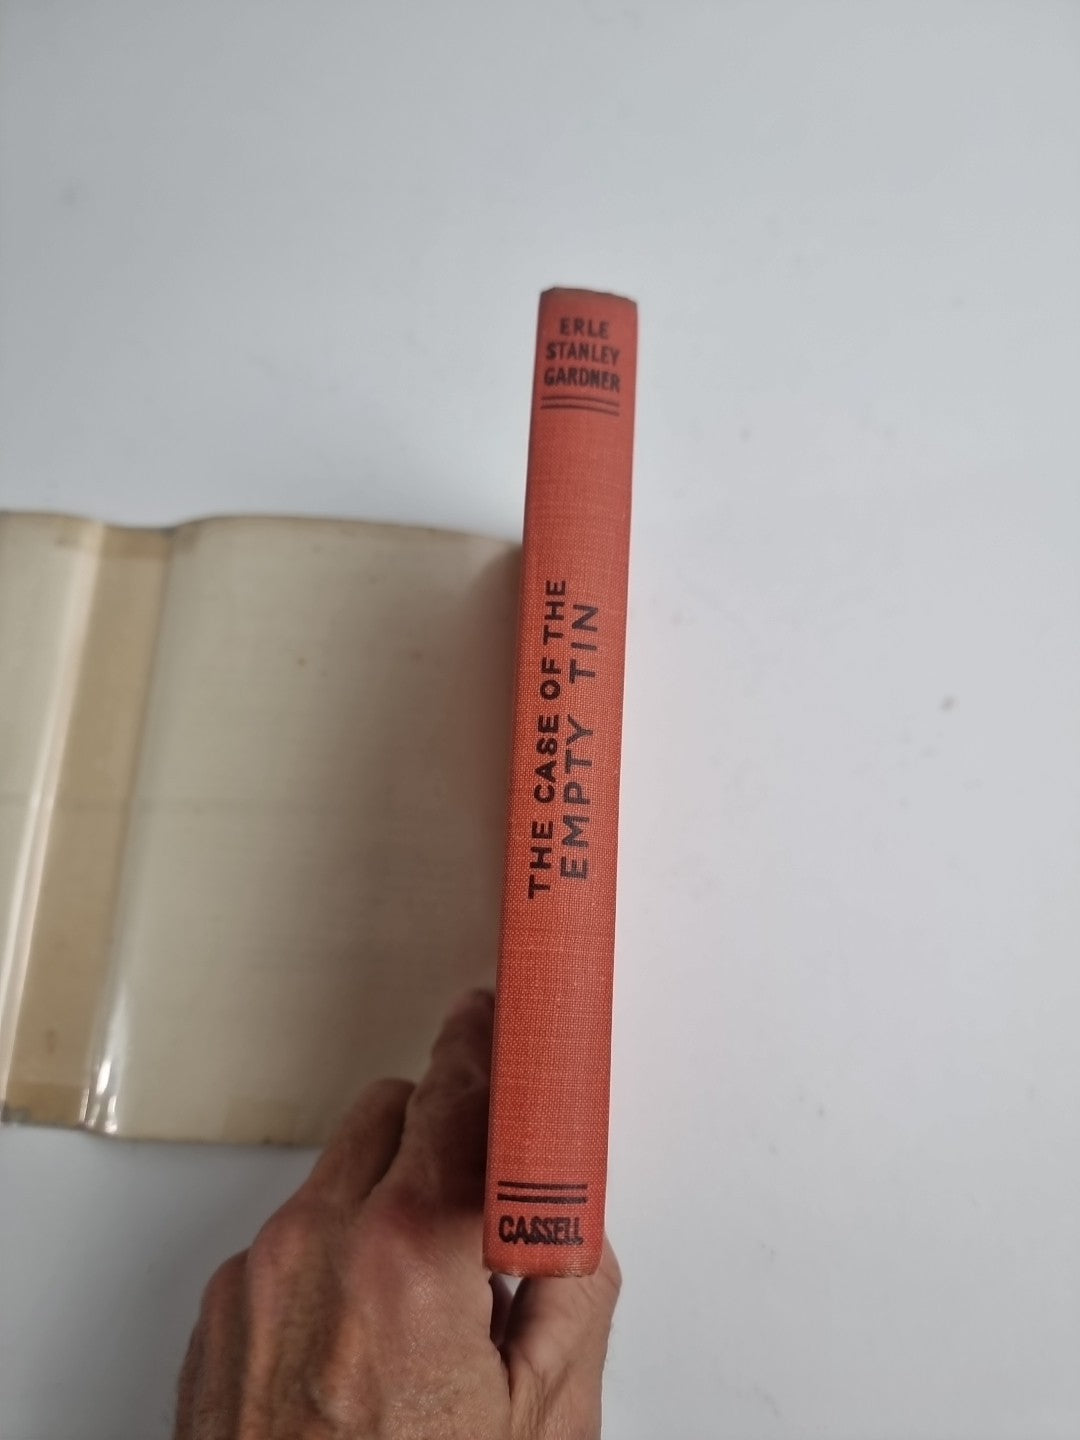 ERLE
STANLEY
GARDNER
THE CASE OF THE
EMPTY TIN
CASSELL